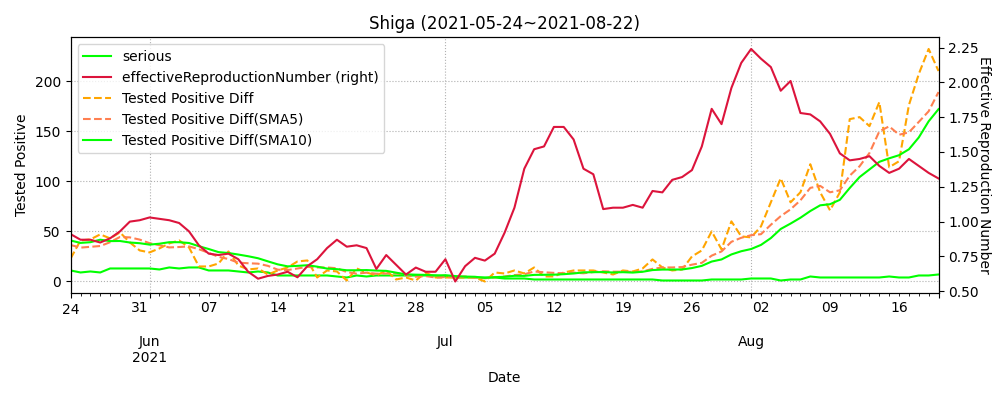 Shiga (2021-05-24~2021-08-22)
serious
effectiveReproductionNumber (right)
Tested Positive Diff
Tested Positive Diff(SMA5)
Tested Positive Diff(SMA10)
Tested Positive
200
150
100
50
0
2.25
2.00
1.75
1.50
1.25
1.00
0.75
0.50
Effective Reproduction Number
24 31 07 14 21 28 05 12 19 26 02 09 16
Jun Jul Aug
2021
Date